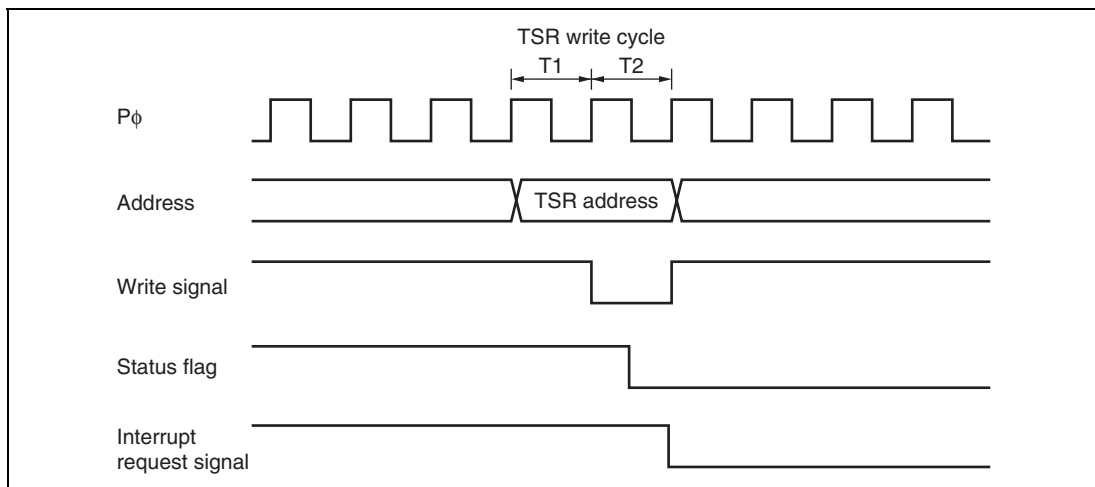 TSR write cycle
T1 T2
Pϕ
Address
TSR address
Write signal
Status flag
Interrupt
request signal